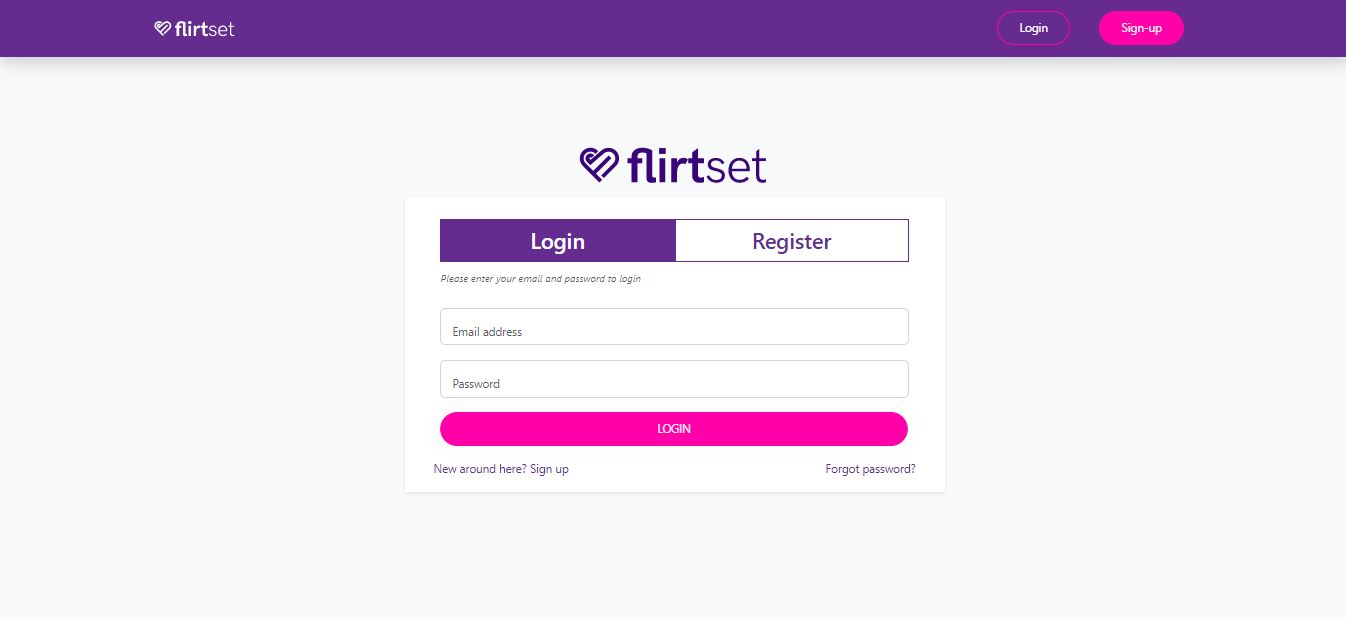 flirtset
Login
Sign-up
flirtset
Login
Register
Please enter your email and password to login
Email address
Password
LOGIN
New around here? Sign up
Forgot password?